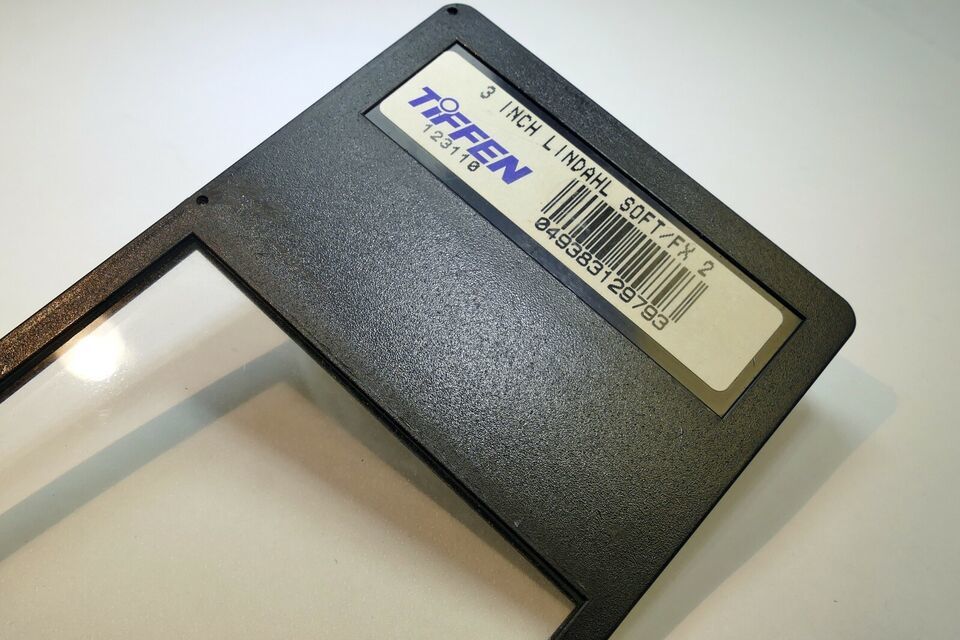 3 INCH LINDAHL SOFT/FX 2
TIFFEN
123110
049383129793